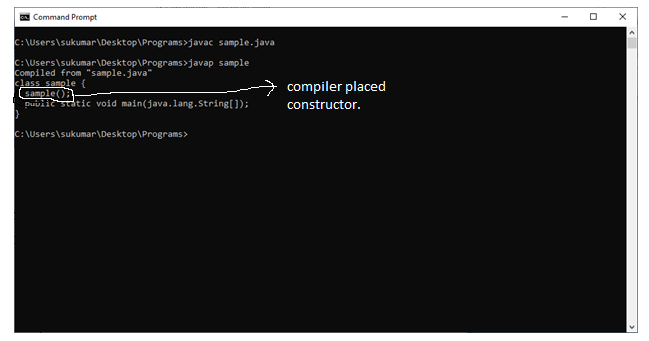 Command Prompt
C:\Users\sukumar\Desktop\Programs>javac sample.java
C:\Users\sukumar\Desktop\Programs>javap sample
Compiled from "sample.java"
class sample {
sample();
public static void main(java.lang.String[]);
}
C:\Users\sukumar\Desktop\Programs>
compiler placed
constructor.